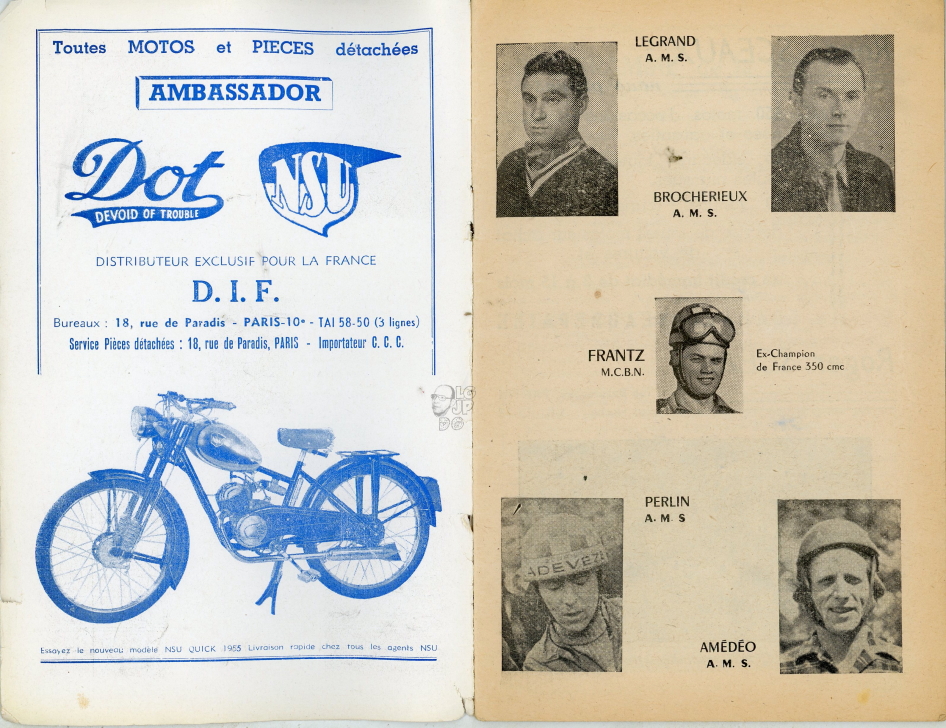 Toutes MOTOS et PIECES détachées
AMBASSADOR
Dot
DEVOID OF TROUBLE
NSU
DISTRIBUTEUR EXCLUSIF POUR LA FRANCE
D. I. F.
Bureaux : 18, rue de Paradis - PARIS-10e - TAI 58-50 (3 lignes)
Service Pièces détachées : 18, rue de Paradis, PARIS - Importateur C. C. C.
Essayez le nouveau modèle NSU QUICK 1955 Livraison rapide chez tous les agents NSU
LEGRAND
A. M. S.
BROCHERIEUX
A. M. S.
FRANTZ
M.C.B.N.
Ex-Champion
de France 350 cmc
PERLIN
A. M. S
ADEVEZE
AMÉDÉO
A. M. S.
LG
JP
DG